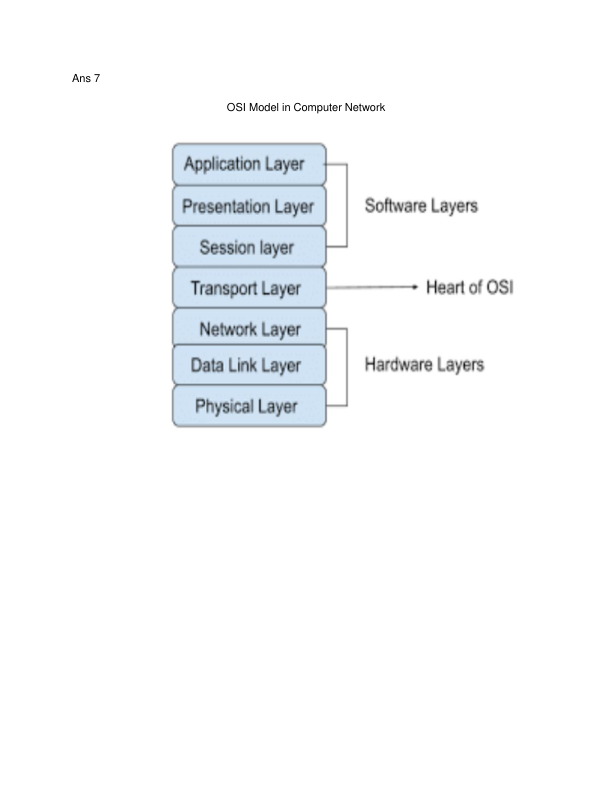 Ans 7
OSI Model in Computer Network
Application Layer
Presentation Layer
Software Layers
Session layer
Transport Layer
Heart of OSI
Network Layer
Data Link Layer
Hardware Layers
Physical Layer